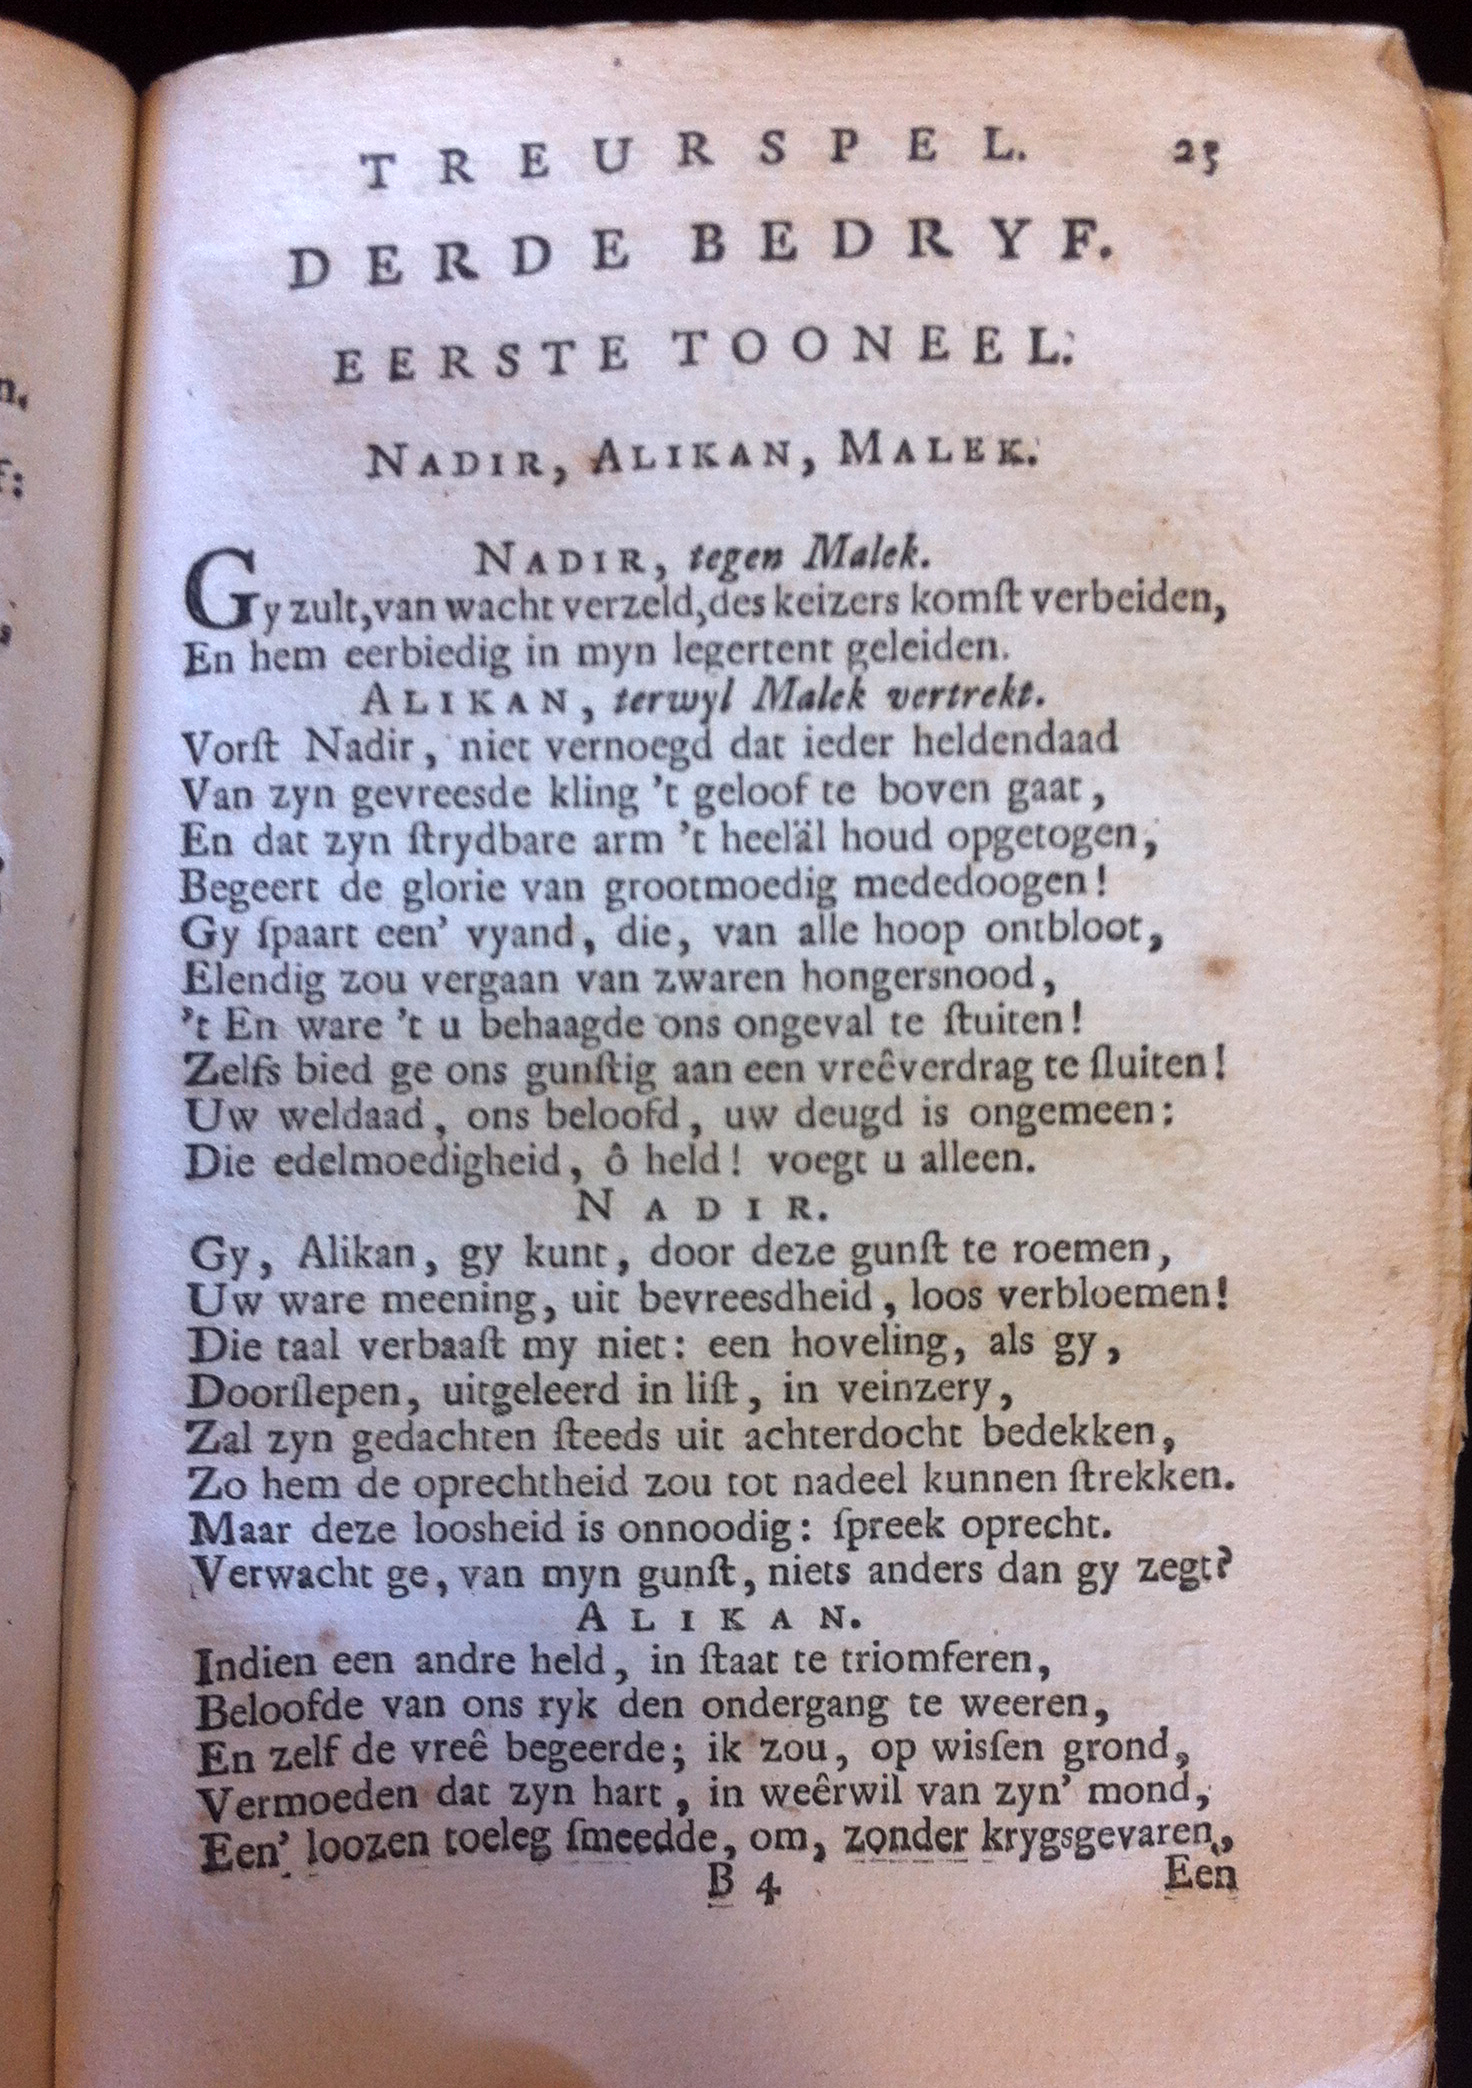 TREURSPEL. 25
DERDE BEDRYF.
EERSTE TOONEEL.
NADIR, ALIKAN, MALEK.
NADIR, tegen Malek.
Gy zult, van wacht verzeld, des keizers komſt verbeiden,
En hem eerbiedig in myn legertent geleiden.
ALIKAN, terwyl Malek vertrekt.
Vorſt Nadir, niet vernoegd dat ieder heldendaad
Van zyn gevreesde kling 't geloof te boven gaat,
En dat zyn ſtrydbare arm 't heeläl houd opgetogen,
Begeert de glorie van grootmoedig mededoogen!
Gy ſpaart een' vyand, die, van alle hoop ontbloot,
Elendig zou vergaan van zwaren hongersnood,
't En ware 't u behaagde ons ongeval te ſtuiten!
Zelfs bied ge ons gunſtig aan een vreêverdrag te ſluiten!
Uw weldaad, ons beloofd, uw deugd is ongemeen:
Die edelmoedigheid, ô held! voegt u alleen.
NADIR.
Gy, Alikan, gy kunt, door deze gunſt te roemen,
Uw ware meening, uit bevreesdheid, loos verbloemen!
Die taal verbaaſt my niet: een hoveling, als gy,
Doorſlepen, uitgeleerd in liſt, in veinzery,
Zal zyn gedachten ſteeds uit achterdocht bedekken,
Zo hem de oprechtheid zou tot nadeel kunnen ſtrekken.
Maar deze loosheid is onnoodig: ſpreek oprecht.
Verwacht ge, van myn gunſt, niets anders dan gy zegt?
ALIKAN.
Indien een andre held, in ſtaat te triomferen,
Beloofde van ons ryk den ondergang te weeren,
En zelf de vreê begeerde; ik zou, op wisſen grond,
Vermoeden dat zyn hart, in weêrwil van zyn' mond,
Een' loozen toeleg ſmeedde, om, zonder krygsgevaren,
B 4 Een